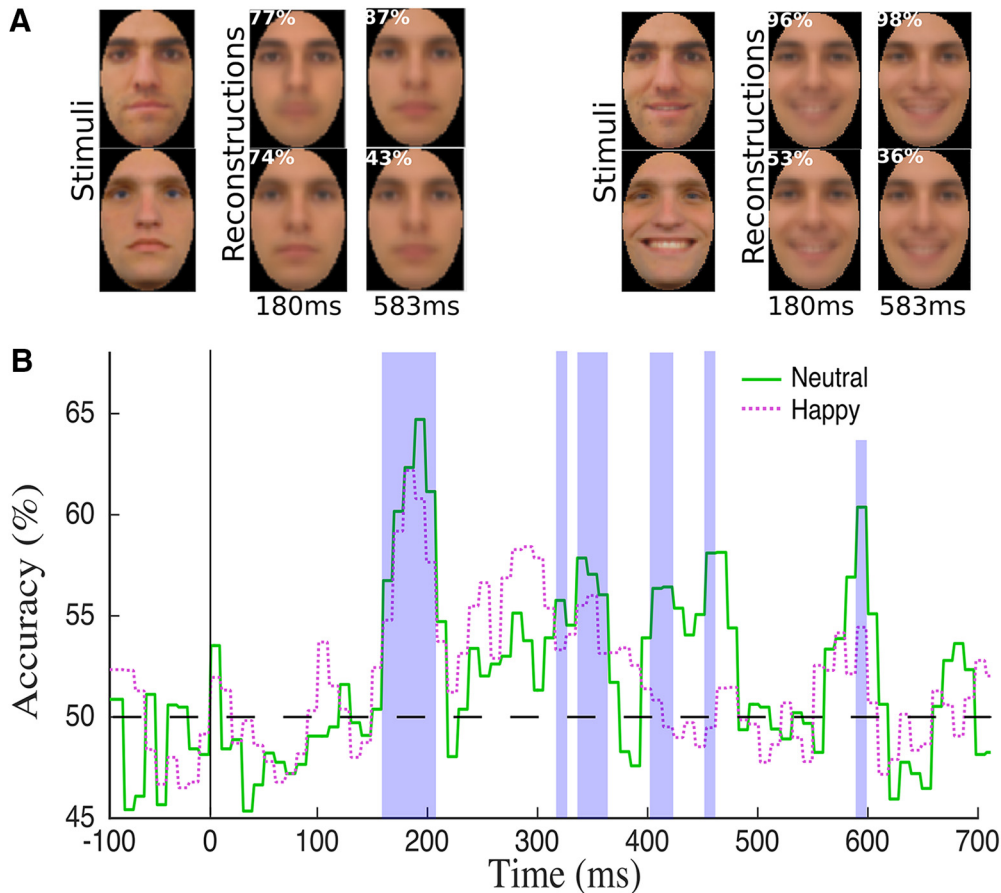 A
Stimuli
Reconstructions
77%
87%
74%
43%
180ms
583ms
Stimuli
Reconstructions
96%
98%
53%
36%
180ms
583ms
B
Neutral
Happy
Accuracy (%)
65
60
55
50
45
-100
0
100
200
300
400
500
600
700
Time (ms)